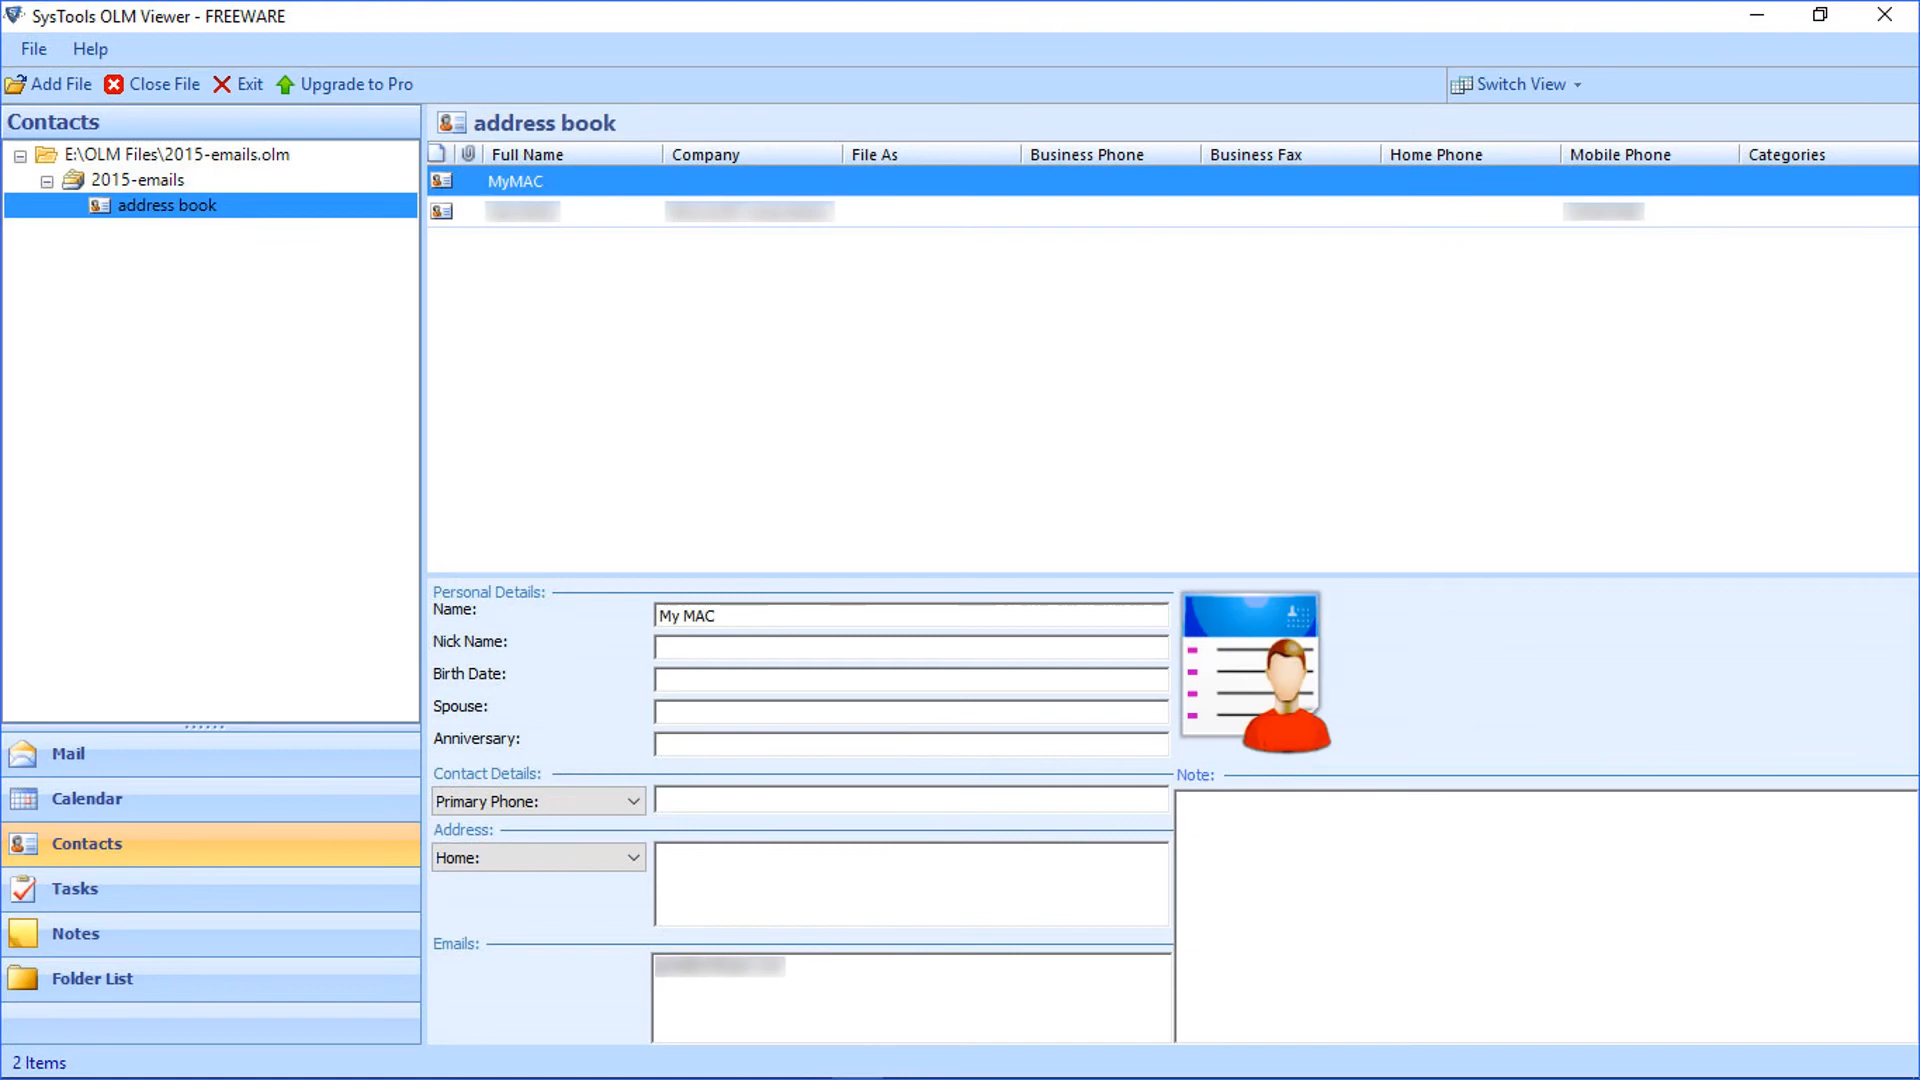 SysTools OLM Viewer - FREEWARE
File Help
Add File Close File Exit Upgrade to Pro Switch View
Contacts
E:\OLM Files\2015-emails.olm
2015-emails
address book
address book
Full Name Company File As Business Phone Business Fax Home Phone Mobile Phone Categories
MyMAC
Personal Details:
Name: My MAC
Nick Name:
Birth Date:
Spouse:
Anniversary:
Contact Details:
Primary Phone:
Address:
Home:
Emails:
Note:
Mail
Calendar
Contacts
Tasks
Notes
Folder List
2 Items